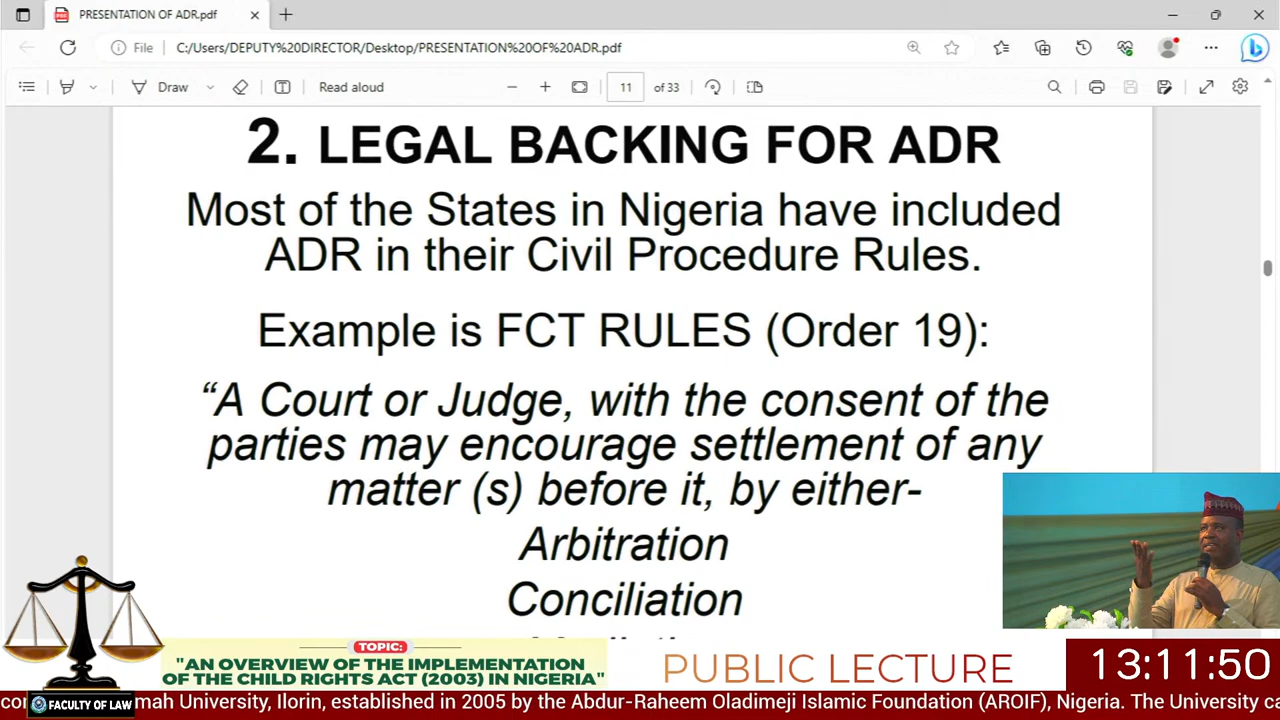 PRESENTATION OF ADR.pdf
File
C:/Users/DEPUTY%20DIRECTOR/Desktop/PRESENTATION%20OF%20ADR.pdf
Draw
Read aloud
11 of 33
2. LEGAL BACKING FOR ADR
Most of the States in Nigeria have included
ADR in their Civil Procedure Rules.
Example is FCT RULES (Order 19):
“A Court or Judge, with the consent of the
parties may encourage settlement of any
matter (s) before it, by either-
Arbitration
Conciliation
TOPIC:
"AN OVERVIEW OF THE IMPLEMENTATION
OF THE CHILD RIGHTS ACT (2003) IN NIGERIA"
PUBLIC LECTURE
13:11:50
FACULTY OF LAW
mah University, Ilorin, established in 2005 by the Abdur-Raheem Oladimeji Islamic Foundation (AROIF), Nigeria. The University ca